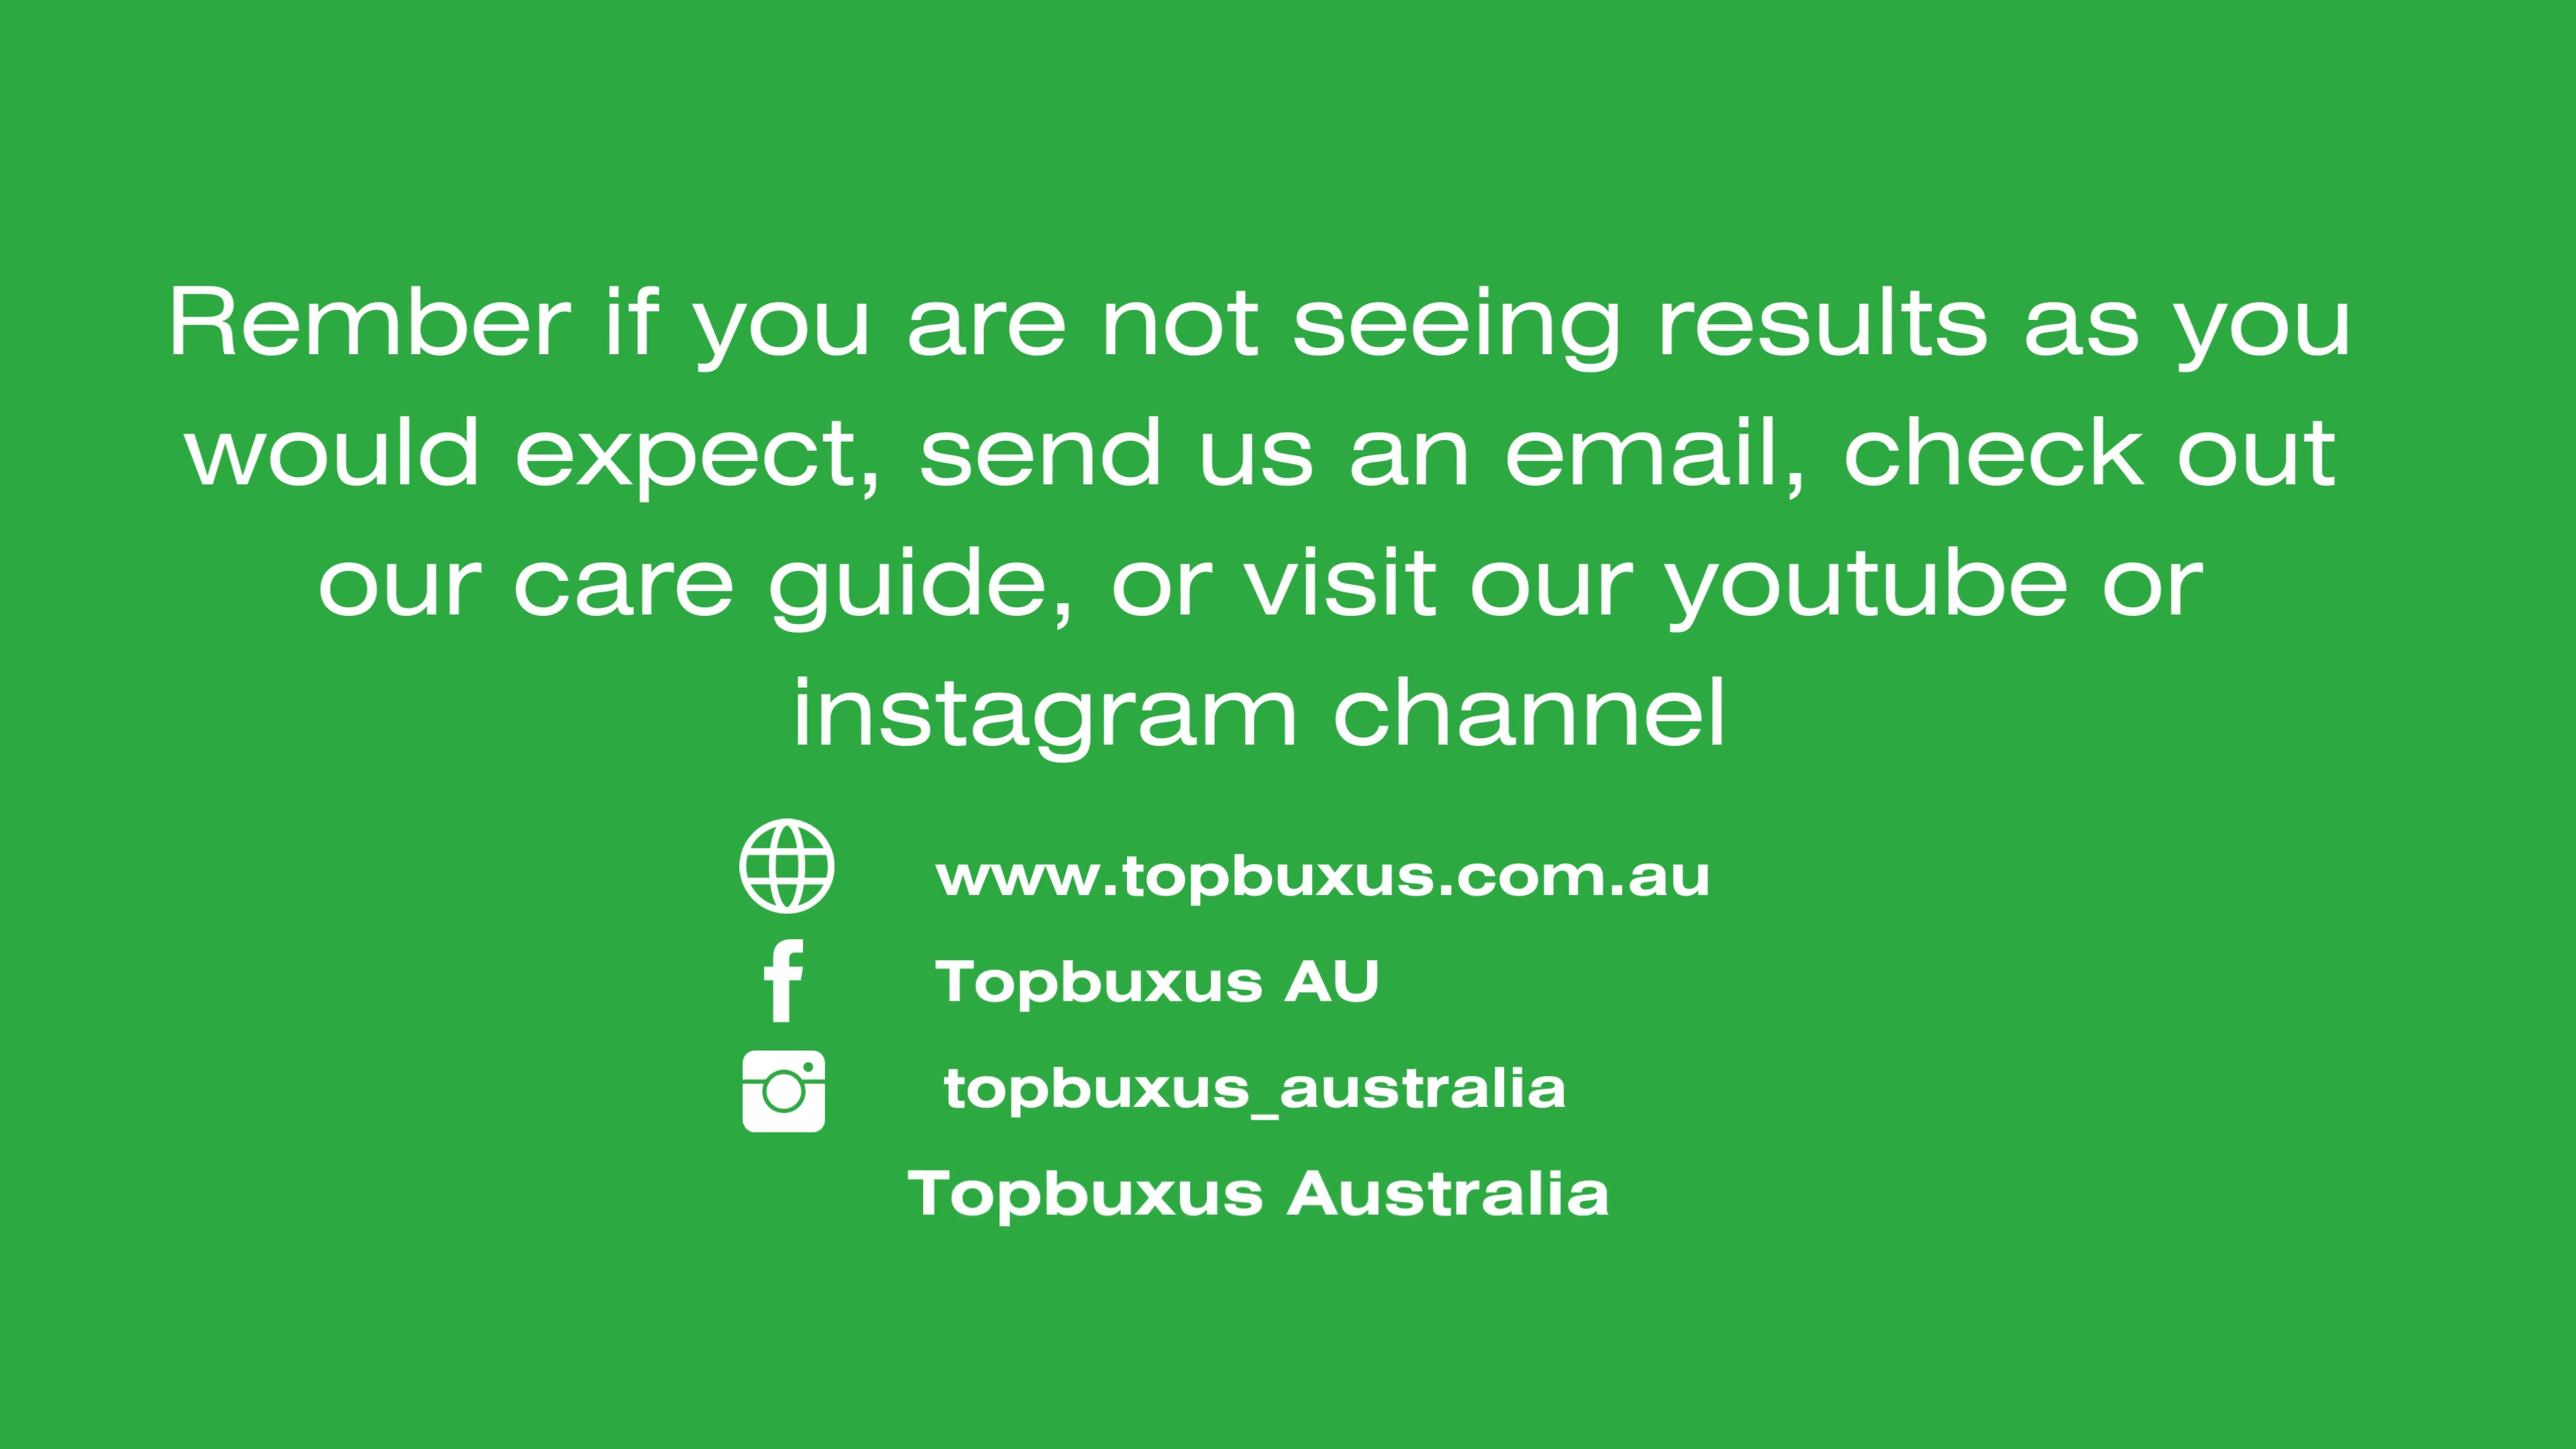 Rember if you are not seeing results as you
would expect, send us an email, check out
our care guide, or visit our youtube or
instagram channel
www.topbuxus.com.au
Topbuxus AU
topbuxus_australia
Topbuxus Australia